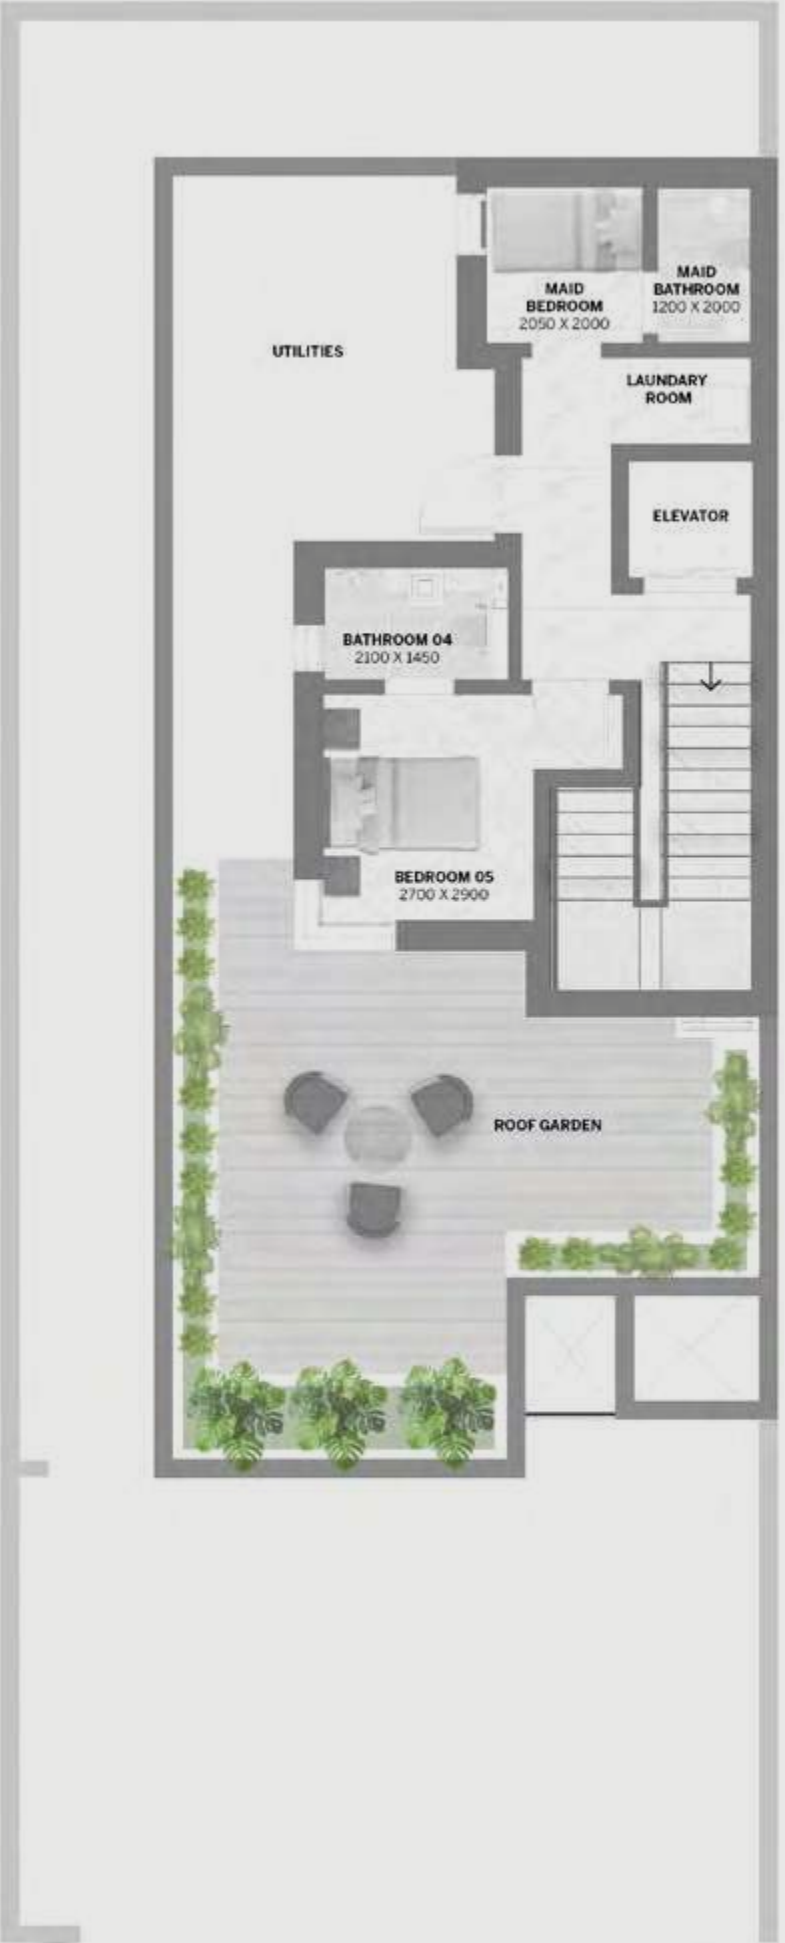 MAID
BEDROOM
2050 X 2000
MAID
BATHROOM
1200 X 2000
UTILITIES
LAUNDARY
ROOM
ELEVATOR
BATHROOM 04
2100 X 1450
BEDROOM 05
2700 X 2900
ROOF GARDEN